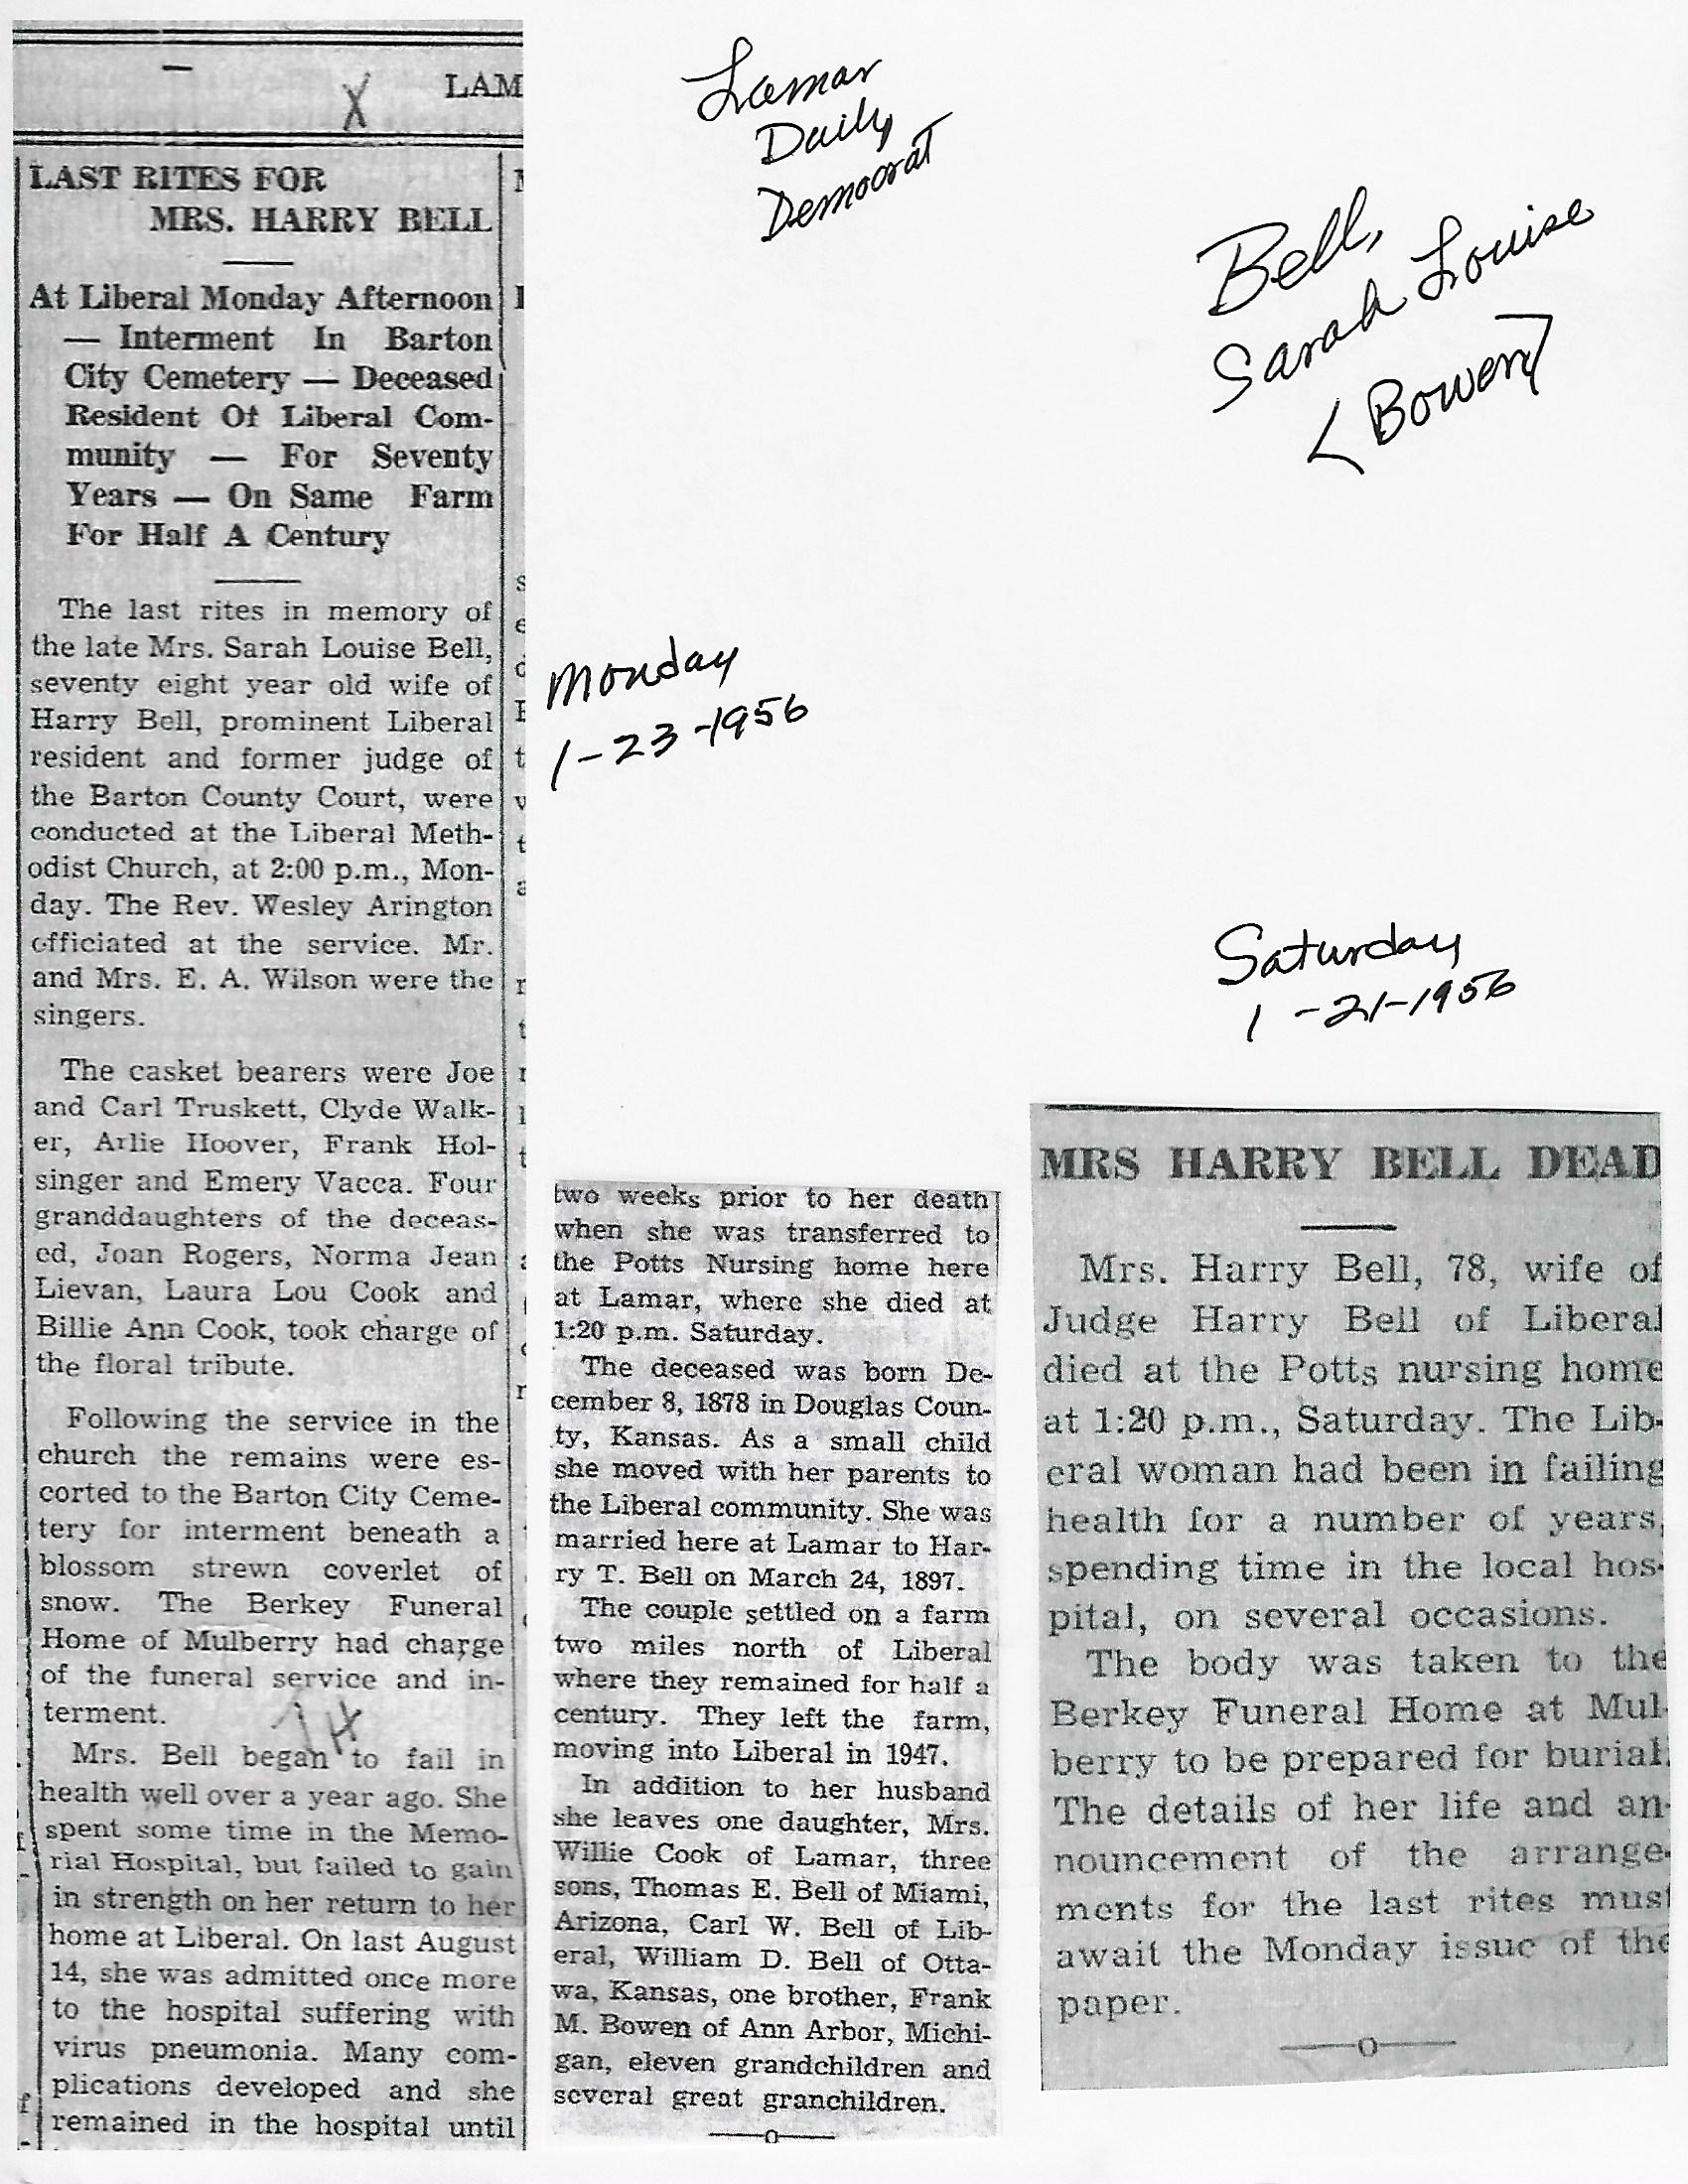 LAM
X
LAST RITES FOR
MRS. HARRY BELL
At Liberal Monday Afternoon
— Interment In Barton
City Cemetery — Deceased
Resident Of Liberal Com-
munity — For Seventy
Years — On Same Farm
For Half A Century
The last rites in memory of
the late Mrs. Sarah Louise Bell,
seventy eight year old wife of
Harry Bell, prominent Liberal
resident and former judge of
the Barton County Court, were
conducted at the Liberal Meth-
odist Church, at 2:00 p.m., Mon-
day. The Rev. Wesley Arington
officiated at the service. Mr.
and Mrs. E. A. Wilson were the
singers.
The casket bearers were Joe
and Carl Truskett, Clyde Walk-
er, Arlie Hoover, Frank Hol-
singer and Emery Vacca. Four
granddaughters of the deceas-
ed, Joan Rogers, Norma Jean
Lievan, Laura Lou Cook and
Billie Ann Cook, took charge of
the floral tribute.
Following the service in the
church the remains were es-
corted to the Barton City Ceme-
tery for interment beneath a
blossom strewn coverlet of
snow. The Berkey Funeral
Home of Mulberry had charge
of the funeral service and in-
terment.
Mrs. Bell began to fail in
health well over a year ago. She
spent some time in the Memo-
rial Hospital, but failed to gain
in strength on her return to her
home at Liberal. On last August
14, she was admitted once more
to the hospital suffering with
virus pneumonia. Many com-
plications developed and she
remained in the hospital until
Lamar
Daily
Democrat
Monday
1-23-1956
two weeks prior to her death
when she was transferred to
the Potts Nursing home here
at Lamar, where she died at
1:20 p.m. Saturday.
The deceased was born De-
cember 8, 1878 in Douglas Coun-
ty, Kansas. As a small child
she moved with her parents to
the Liberal community. She was
married here at Lamar to Har-
ry T. Bell on March 24, 1897.
The couple settled on a farm
two miles north of Liberal
where they remained for half a
century. They left the farm,
moving into Liberal in 1947.
In addition to her husband
she leaves one daughter, Mrs.
Willie Cook of Lamar, three
sons, Thomas E. Bell of Miami,
Arizona, Carl W. Bell of Lib-
eral, William D. Bell of Otta-
wa, Kansas, one brother, Frank
M. Bowen of Ann Arbor, Michi-
gan, eleven grandchildren and
several great granchildren.
Bell,
Sarah Louise
<Bowen>
Saturday
1-21-1956
MRS HARRY BELL DEAD
Mrs. Harry Bell, 78, wife of
Judge Harry Bell of Liberal
died at the Potts nursing home
at 1:20 p.m., Saturday. The Lib-
eral woman had been in failing
health for a number of years,
spending time in the local hos-
pital, on several occasions.
The body was taken to the
Berkey Funeral Home at Mul-
berry to be prepared for burial.
The details of her life and an-
nouncement of the arrange-
ments for the last rites must
await the Monday issue of the
paper.